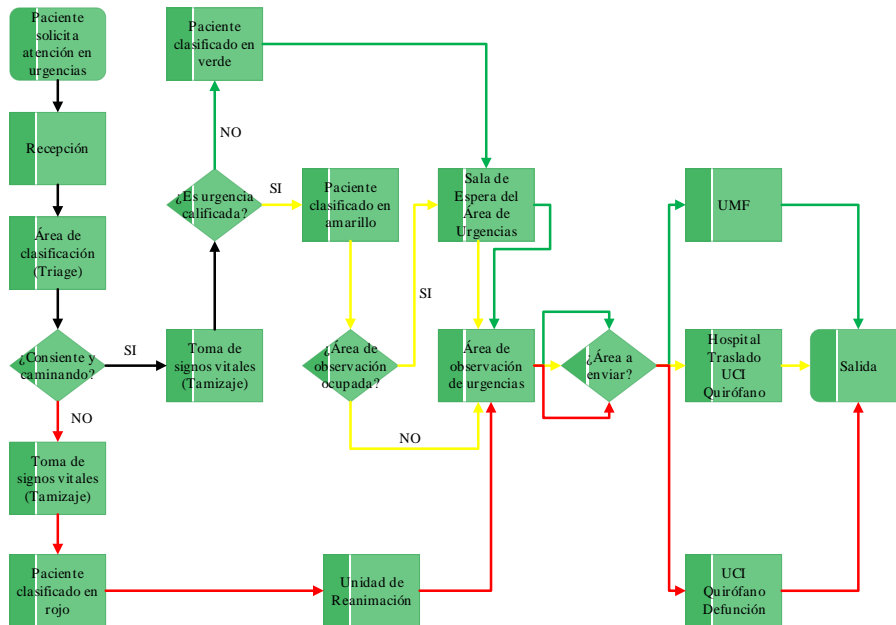 Paciente
solicita
atención en
urgencias
Recepción
Área de
clasificación
(Triage)
¿Consiente y
caminando?
SI
NO
Toma de
signos vitales
(Tamizaje)
Paciente
clasificado en
rojo
Paciente
clasificado en
verde
NO
¿Es urgencia
calificada?
SI
Toma de
signos vitales
(Tamizaje)
Paciente
clasificado en
amarillo
¿Área de
observación
ocupada?
SI
NO
Unidad de
Reanimación
Sala de
Espera del
Área de
Urgencias
Área de
observación
de urgencias
¿Área a
enviar?
UMF
Hospital
Traslado
UCI
Quirófano
UCI
Quirófano
Defunción
Salida